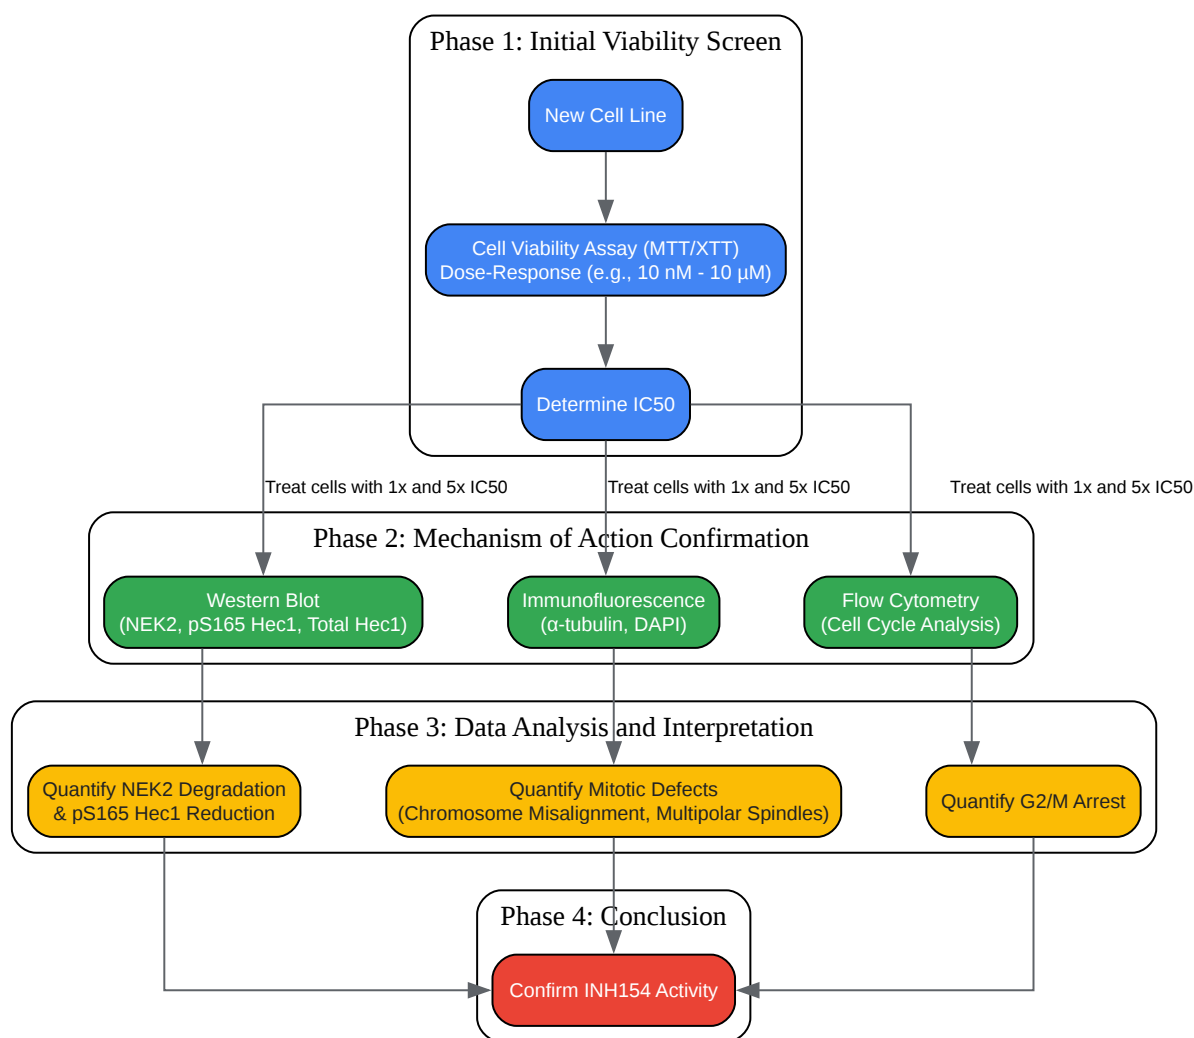 Phase 1: Initial Viability Screen
New Cell Line
Cell Viability Assay (MTT/XTT)
Dose-Response (e.g., 10 nM - 10 µM)
Determine IC50
Treat cells with 1x and 5x IC50
Treat cells with 1x and 5x IC50
Treat cells with 1x and 5x IC50
Phase 2: Mechanism of Action Confirmation
Western Blot
(NEK2, pS165 Hec1, Total Hec1)
Immunofluorescence
(α-tubulin, DAPI)
Flow Cytometry
(Cell Cycle Analysis)
Phase 3: Data Analysis and Interpretation
Quantify NEK2 Degradation
& pS165 Hec1 Reduction
Quantify Mitotic Defects
(Chromosome Misalignment, Multipolar Spindles)
Quantify G2/M Arrest
Phase 4: Conclusion
Confirm INH154 Activity